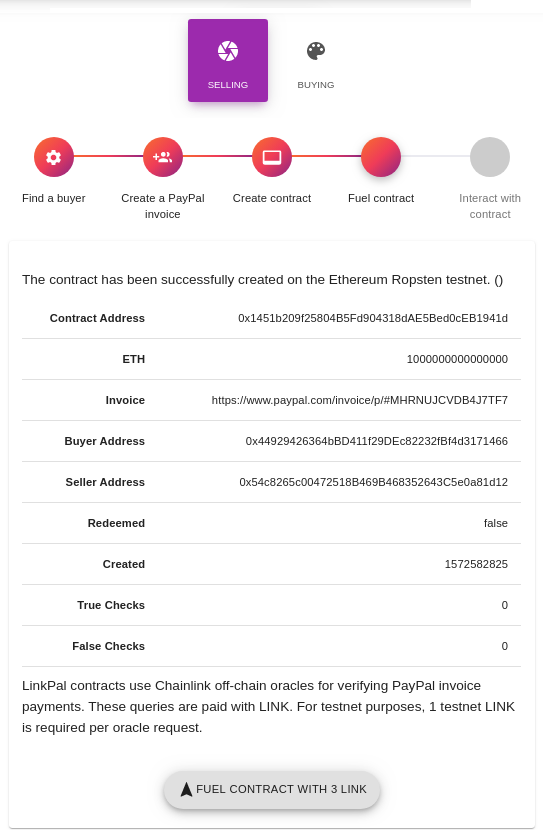 SELLING
BUYING
Find a buyer
Create a PayPal
invoice
Create contract
Fuel contract
Interact with
contract
The contract has been successfully created on the Ethereum Ropsten testnet. ()
Contract Address 0x1451b209f25804B5Fd904318dAE5Bed0cEB1941d
ETH 1000000000000000
Invoice https://www.paypal.com/invoice/p/#MHRNUJCVDB4J7TF7
Buyer Address 0x44929426364bBD411f29DEc82232fBf4d3171466
Seller Address 0x54c8265c00472518B469B468352643C5e0a81d12
Redeemed false
Created 1572582825
True Checks 0
False Checks 0
LinkPal contracts use Chainlink off-chain oracles for verifying PayPal invoice
payments. These queries are paid with LINK. For testnet purposes, 1 testnet LINK
is required per oracle request.
FUEL CONTRACT WITH 3 LINK